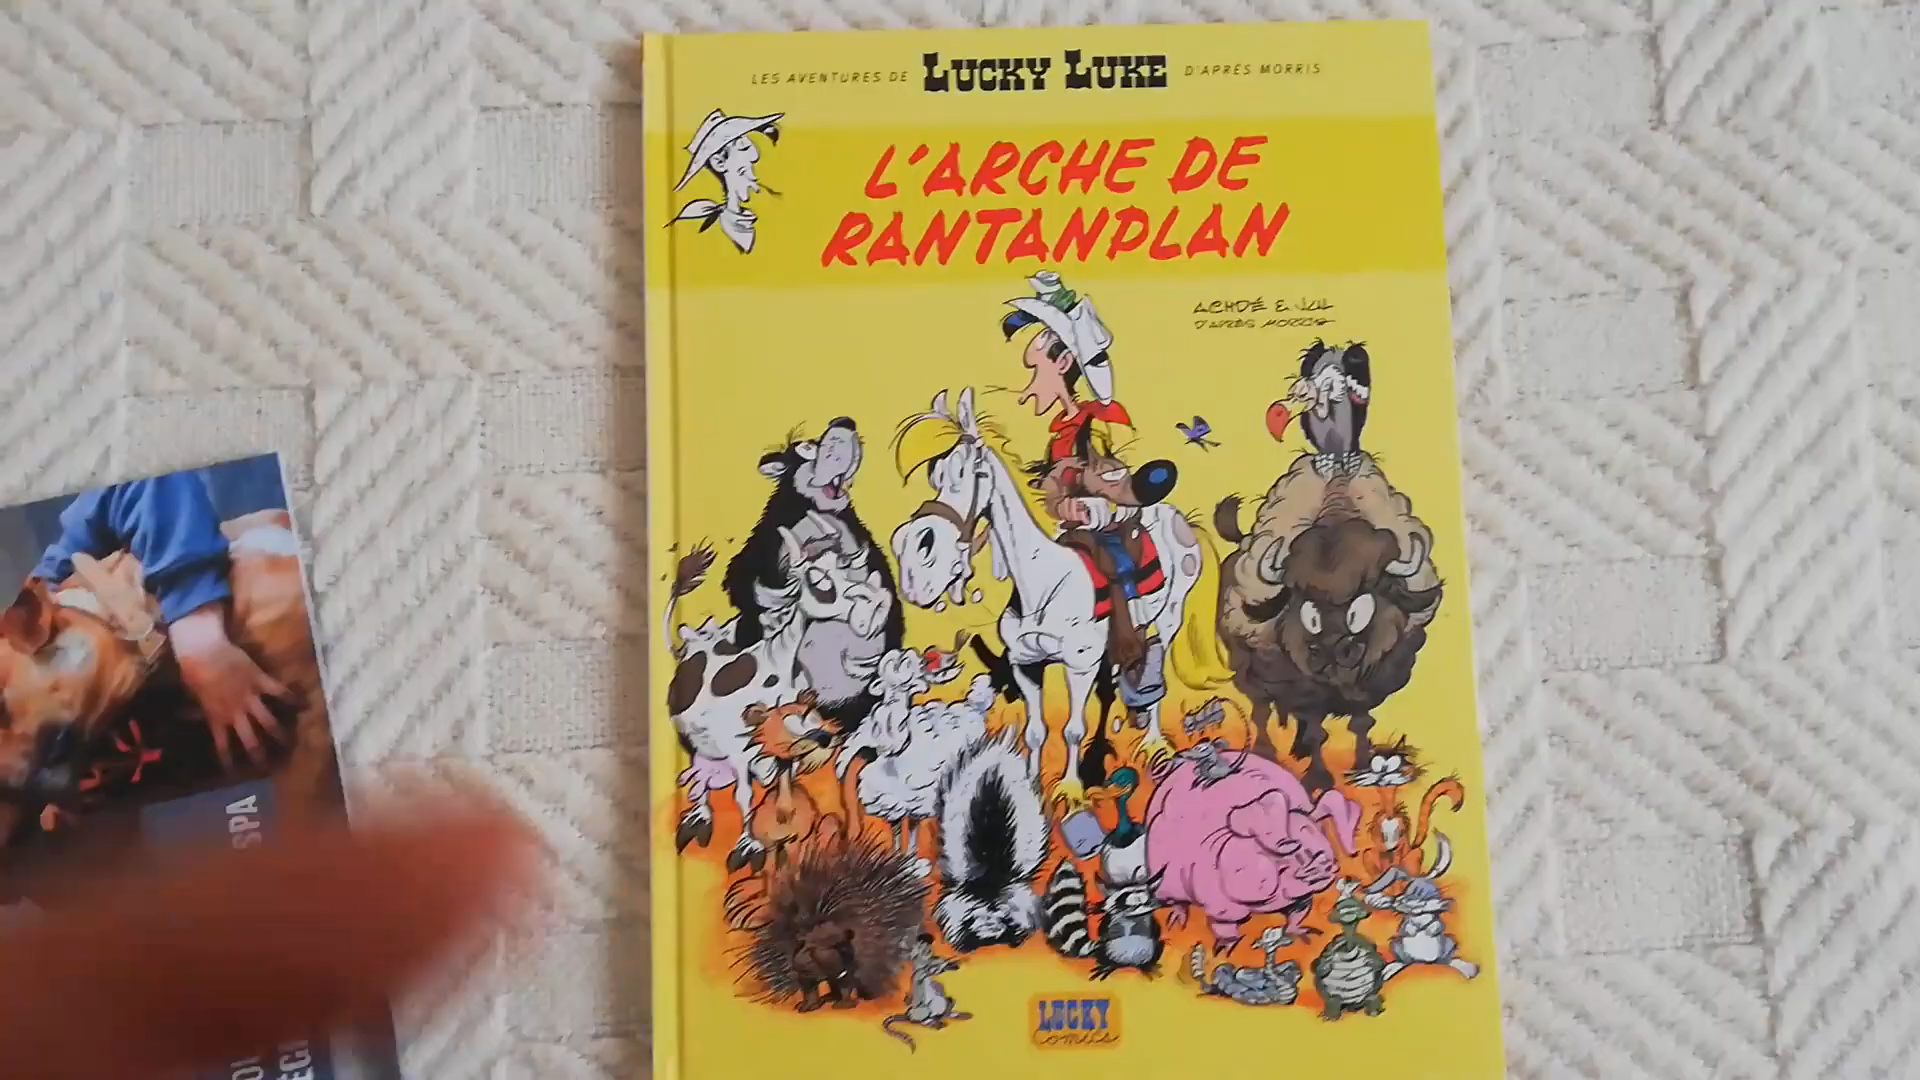 LES AVENTURES DE LUCKY LUKE D'APRÈS MORRIS
L'ARCHE DE
RANTANPLAN
ACHDÉ & JUL
D'APRÈS MORRIS
LUCKY
comics
SPA